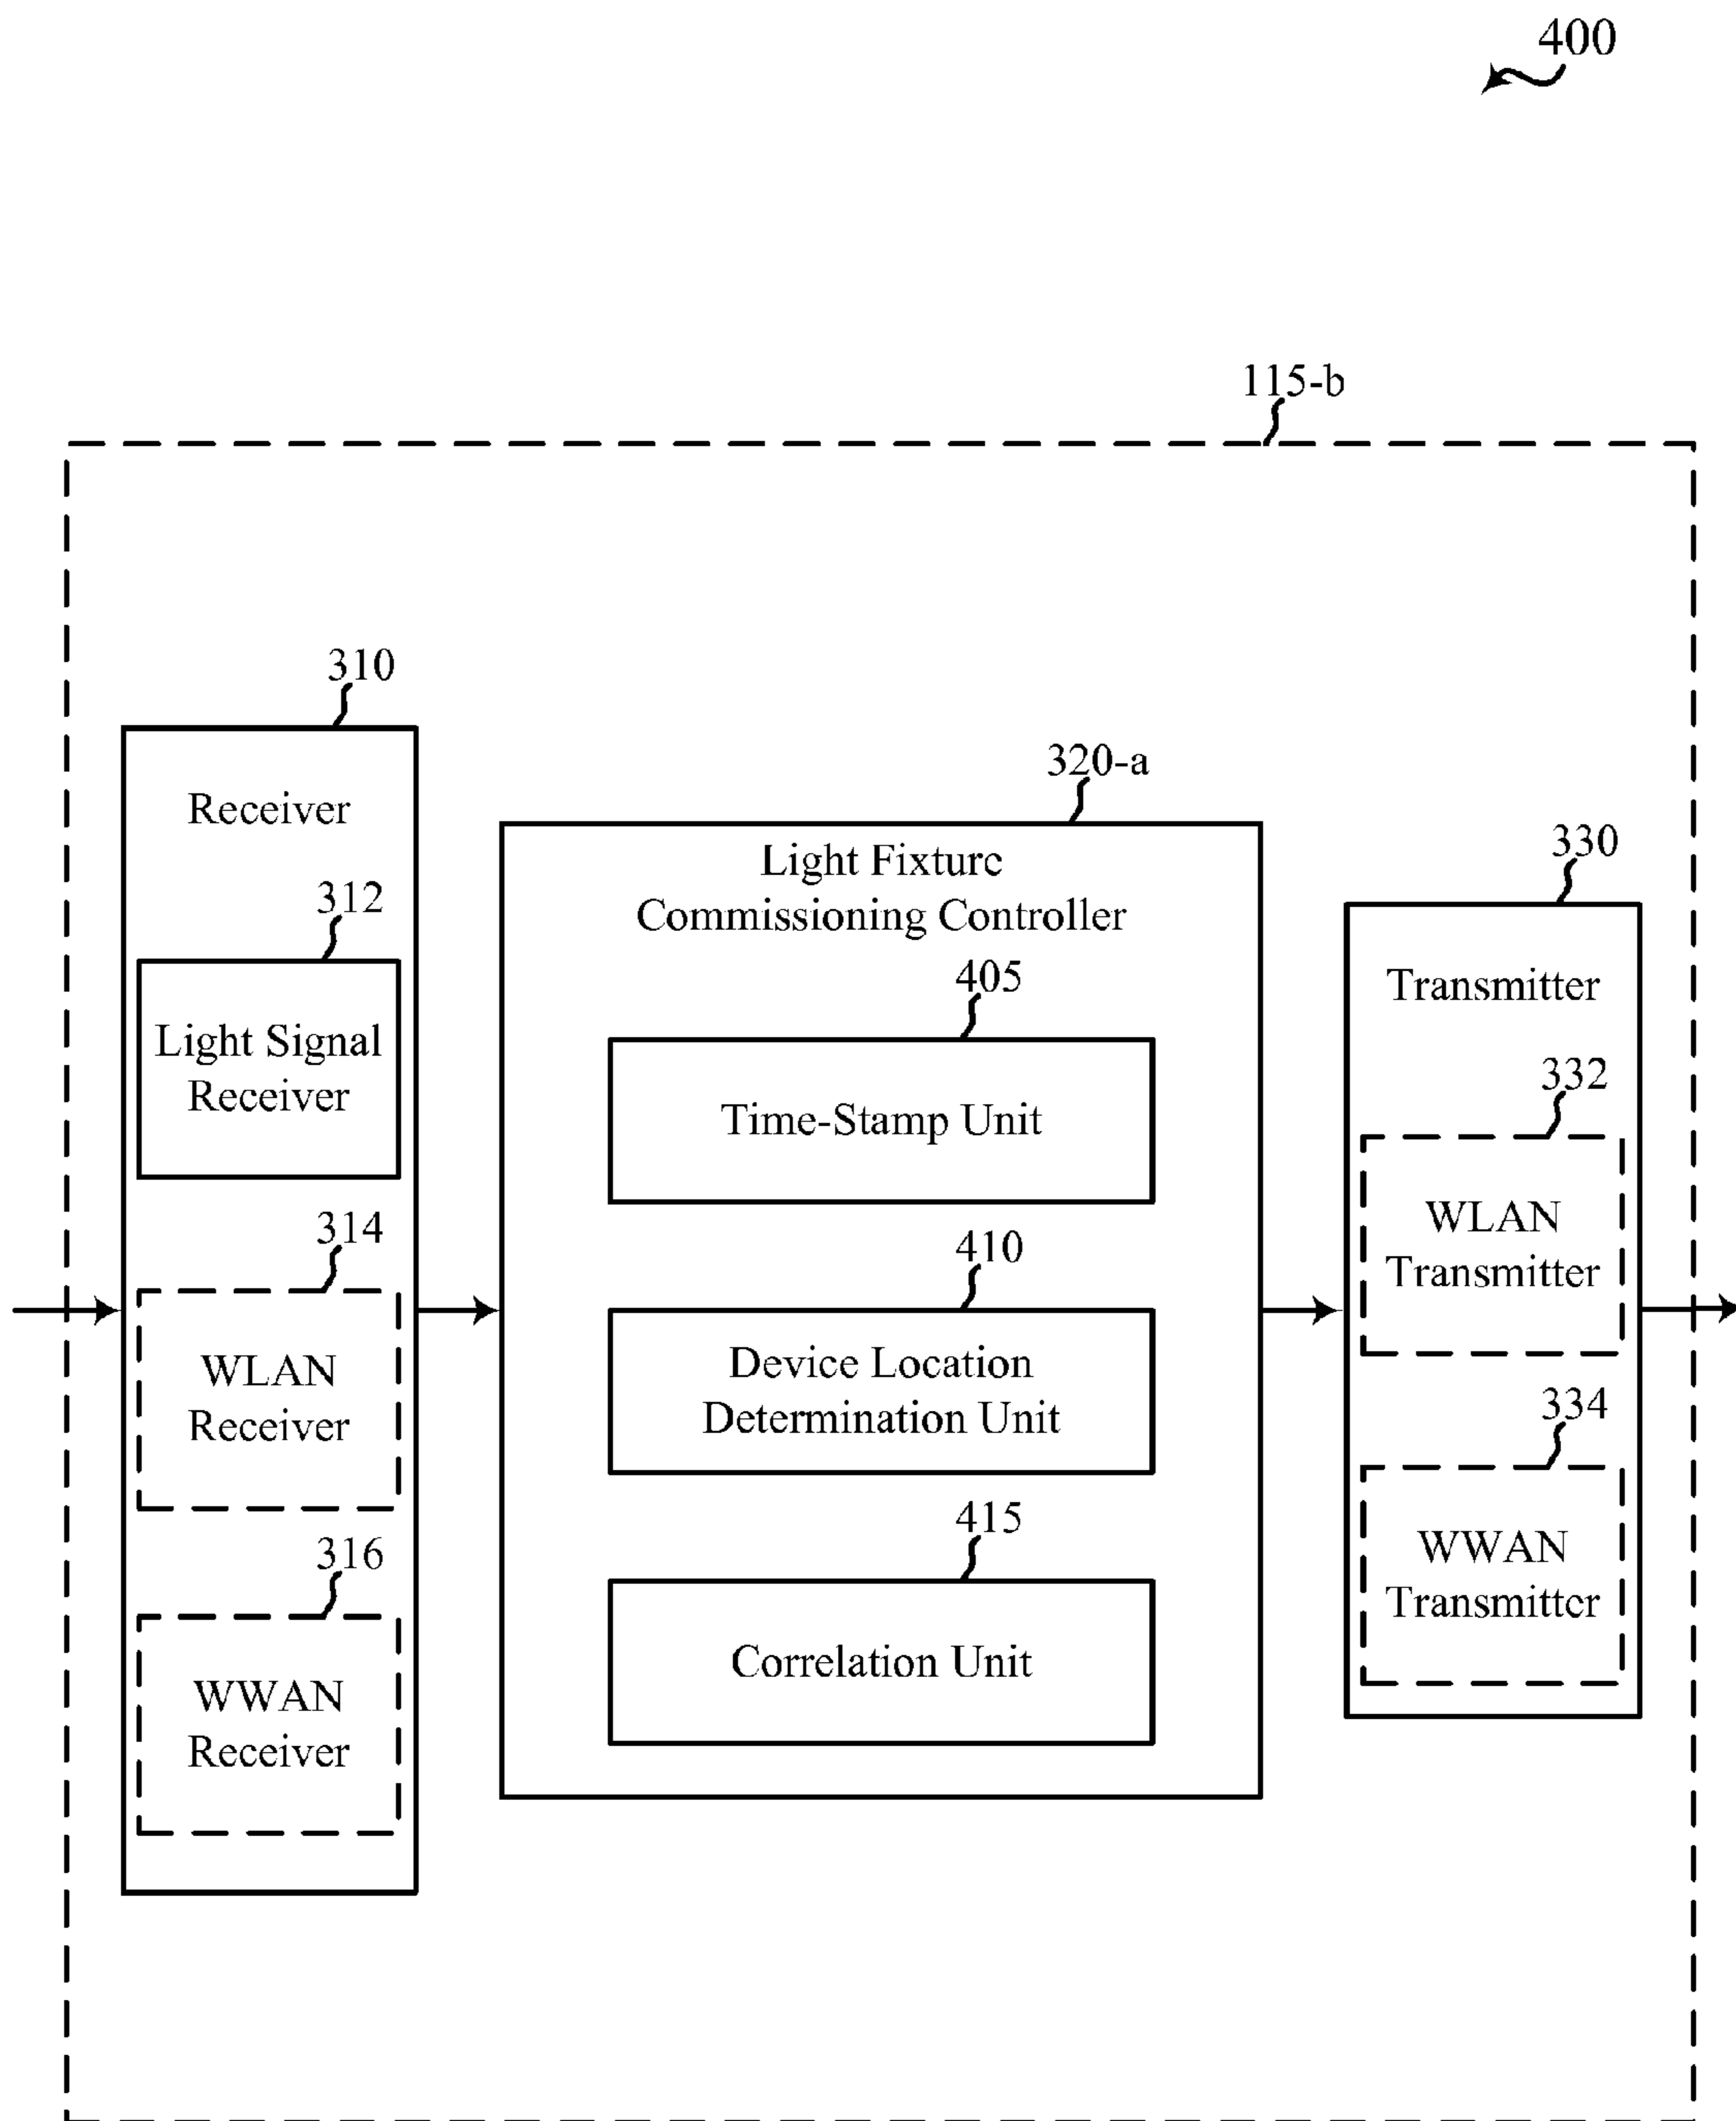 400
115-b
310
Receiver
312
Light Signal
Receiver
314
WLAN
Receiver
316
WWAN
Receiver
320-a
Light Fixture
Commissioning Controller
405
Time-Stamp Unit
410
Device Location
Determination Unit
415
Correlation Unit
330
Transmitter
332
WLAN
Transmitter
334
WWAN
Transmitter